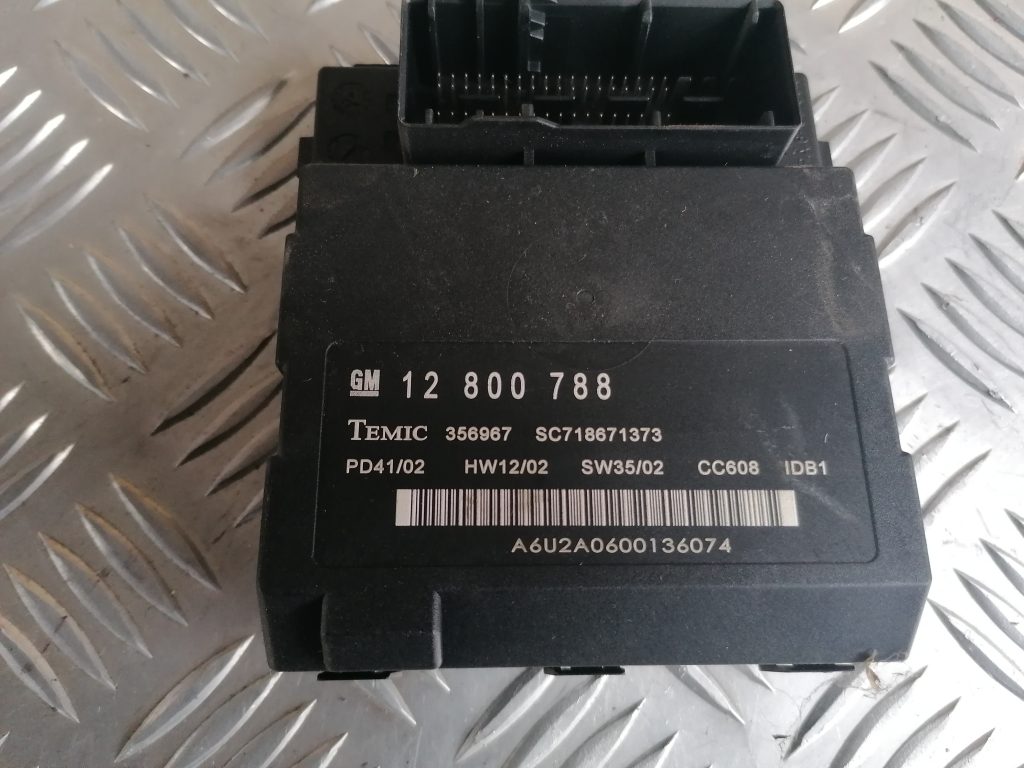 GM 12 800 788
TEMIC 356967 SC718671373
PD41/02 HW12/02 SW35/02 CC608 IDB1
A6U2A0600136074